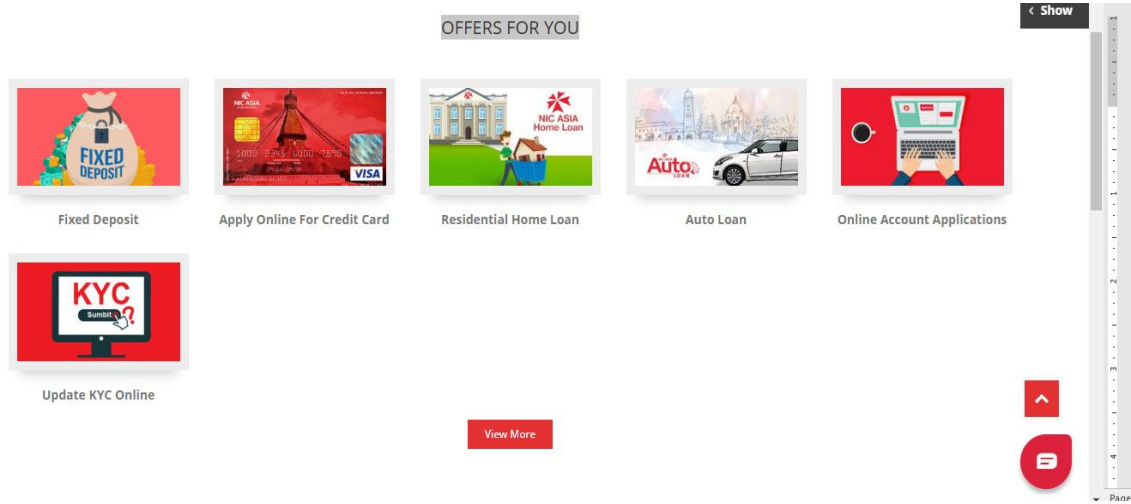 OFFERS FOR YOU
< Show
FIXED
DEPOSIT
NIC ASIA
VISA
NIC ASIA
Home Loan
Auto
LOAN
Fixed Deposit
Apply Online For Credit Card
Residential Home Loan
Auto Loan
Online Account Applications
KYC
Sumbit
?
Update KYC Online
View More
Page